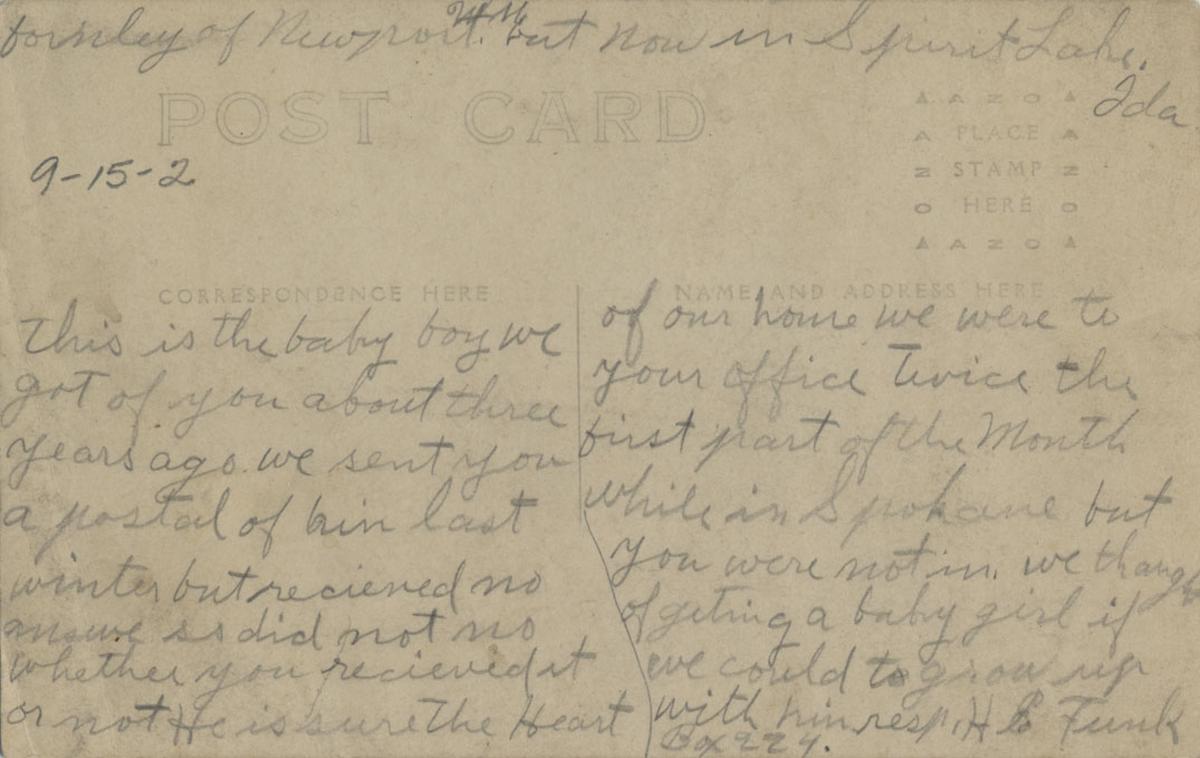 fornley of Newport. Wn but now in Spirit Lake.
Ida
POST CARD
A A Z O A
A PLACE A
Z STAMP Z
O HERE O
A A Z O A
9-15-2
CORRESPONDENCE HERE
This is the baby boy we
got of you about three
years ago. we sent you
a postal of him last
winter but recieved no
answe so did not no
whether you recieved it
or not He is sure the Heart
NAME AND ADDRESS HERE
of our home we were to
your office Twice the
first part of the Month
while in Spokane but
you were not in. we thaught
of geting a baby girl if
we could to grow up
with him resp. H E Funk
Box 224.